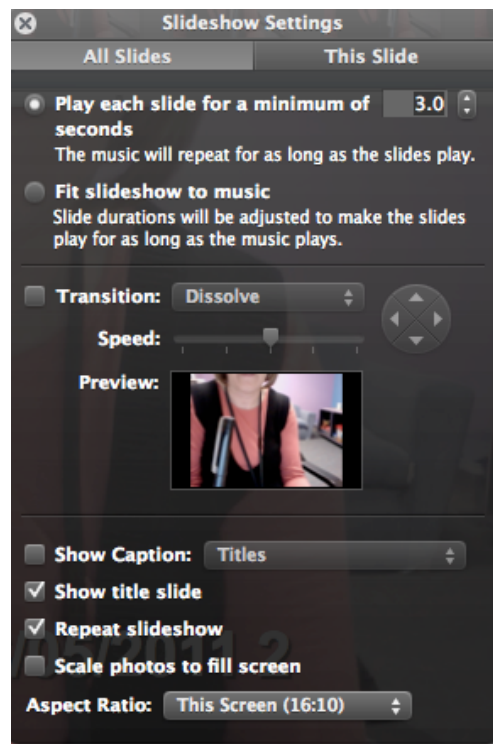 Slideshow Settings
All Slides This Slide
Play each slide for a minimum of 3.0
seconds
The music will repeat for as long as the slides play.
Fit slideshow to music
Slide durations will be adjusted to make the slides
play for as long as the music plays.
Transition: Dissolve
Speed:
Preview:
Show Caption: Titles
Show title slide
Repeat slideshow
/05/2011 2
Scale photos to fill screen
Aspect Ratio: This Screen (16:10)